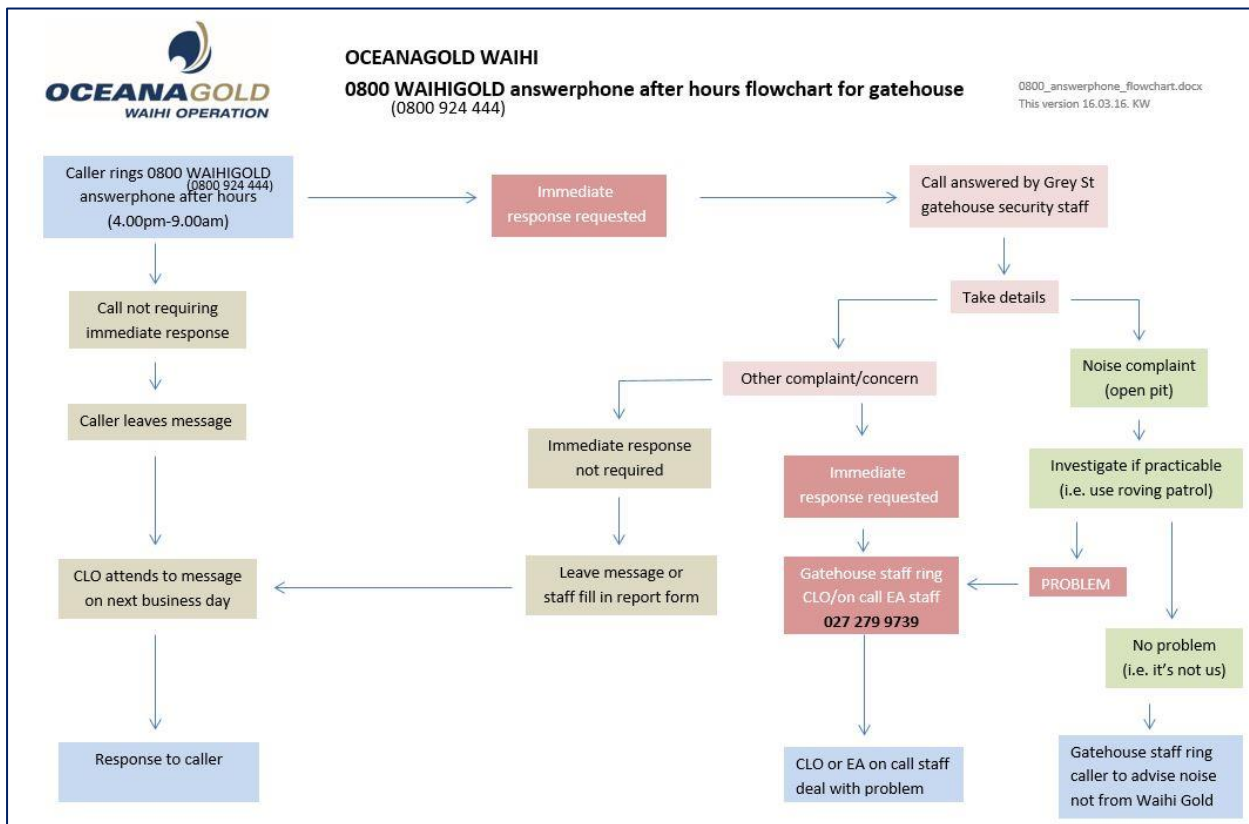 OCEANAGOLD
WAIHI OPERATION
OCEANAGOLD WAIHI
0800 WAIHIGOLD answerphone after hours flowchart for gatehouse
(0800 924 444)
0800_answerphone_flowchart.docx
This version 16.03.16. KW
Caller rings 0800 WAIHIGOLD
(0800 924 444)
answerphone after hours
(4.00pm-9.00am)
Immediate
response requested
Call answered by Grey St
gatehouse security staff
Call not requiring
immediate response
Take details
Other complaint/concern
Noise complaint
(open pit)
Caller leaves message
Immediate response
not required
Immediate
response requested
Investigate if practicable
(i.e. use roving patrol)
CLO attends to message
on next business day
Leave message or
staff fill in report form
Gatehouse staff ring
CLO/on call EA staff
027 279 9739
PROBLEM
No problem
(i.e. it’s not us)
Response to caller
CLO or EA on call staff
deal with problem
Gatehouse staff ring
caller to advise noise
not from Waihi Gold